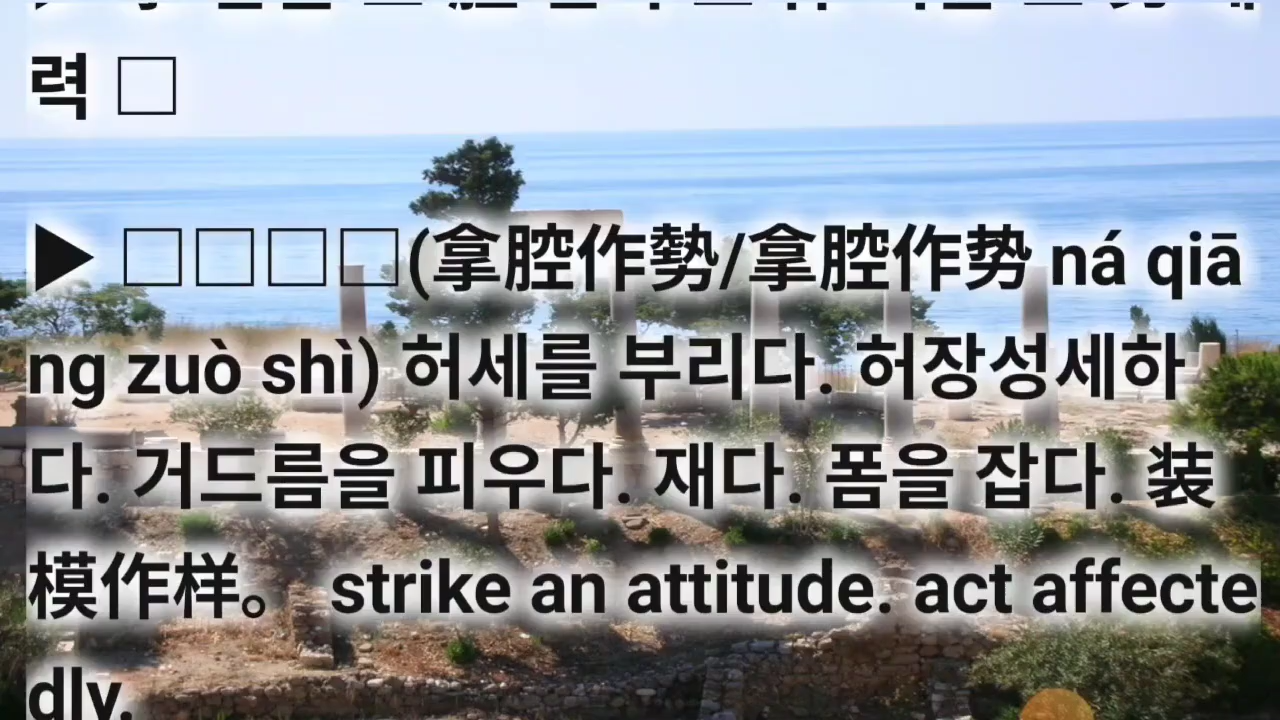 력 □
▶ □□□□(拿腔作勢/拿腔作势 ná qiā
ng zuò shì) 허세를 부리다. 허장성세하
다. 거드름을 피우다. 재다. 폼을 잡다. 装
模作样。 strike an attitude. act affecte
dly.